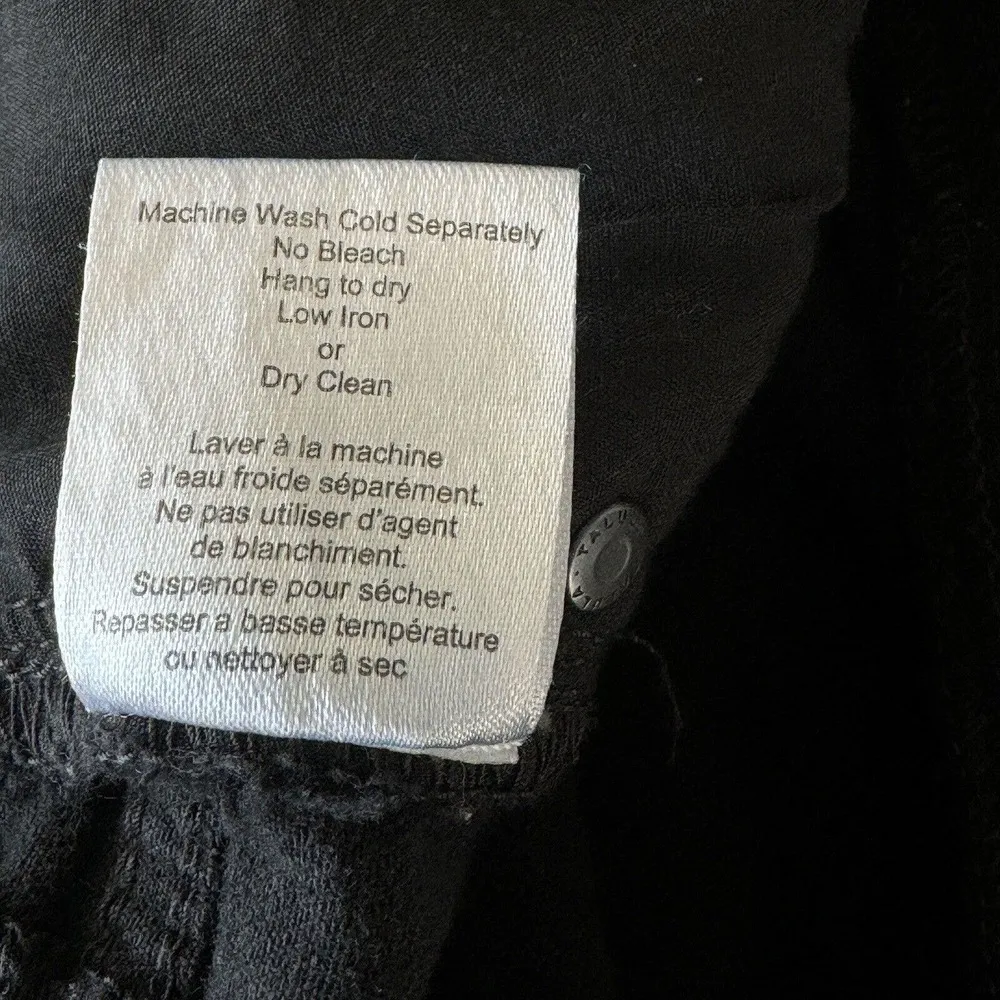 Machine Wash Cold Separately
No Bleach
Hang to dry
Low Iron
or
Dry Clean
Laver à la machine
à l'eau froide séparément.
Ne pas utiliser d'agent
de blanchiment.
Suspendre pour sécher.
Repasser a basse température
ou nettoyer à sec